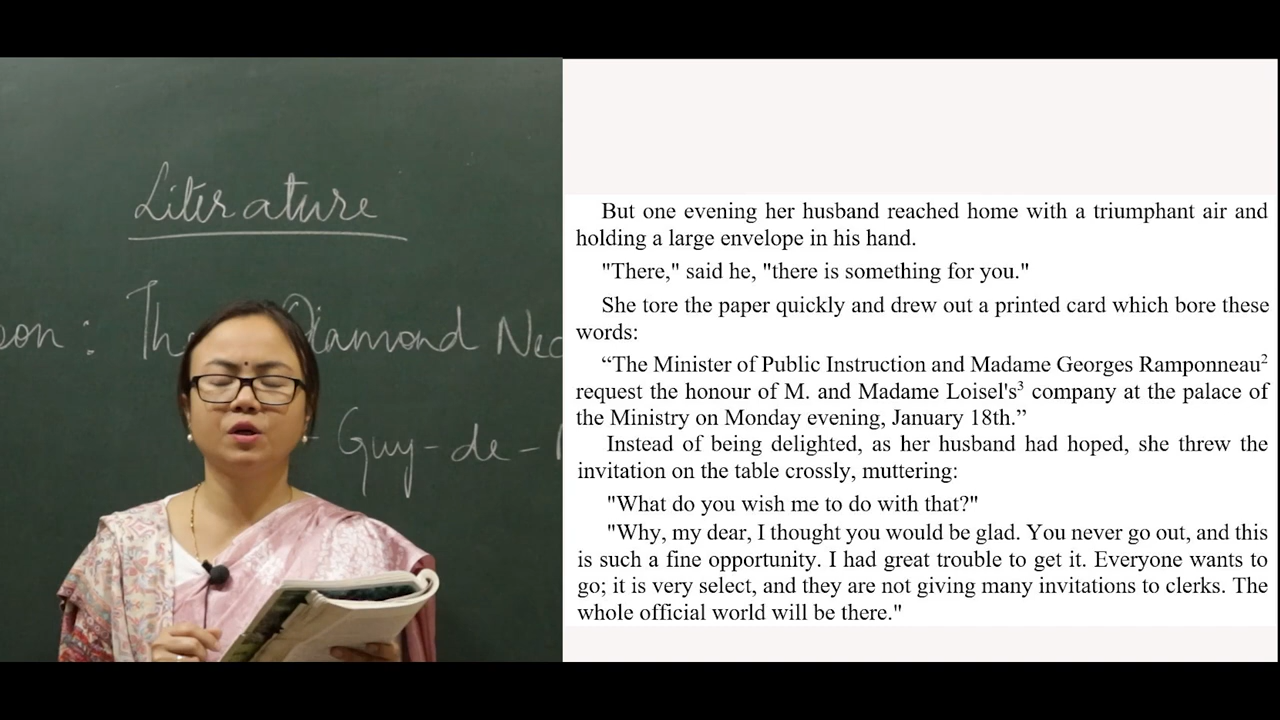 Literature
son : The Diamond Nec
- Guy-de-
But one evening her husband reached home with a triumphant air and
holding a large envelope in his hand.
"There," said he, "there is something for you."
She tore the paper quickly and drew out a printed card which bore these
words:
“The Minister of Public Instruction and Madame Georges Ramponneau²
request the honour of M. and Madame Loisel's³ company at the palace of
the Ministry on Monday evening, January 18th.”
Instead of being delighted, as her husband had hoped, she threw the
invitation on the table crossly, muttering:
"What do you wish me to do with that?"
"Why, my dear, I thought you would be glad. You never go out, and this
is such a fine opportunity. I had great trouble to get it. Everyone wants to
go; it is very select, and they are not giving many invitations to clerks. The
whole official world will be there."